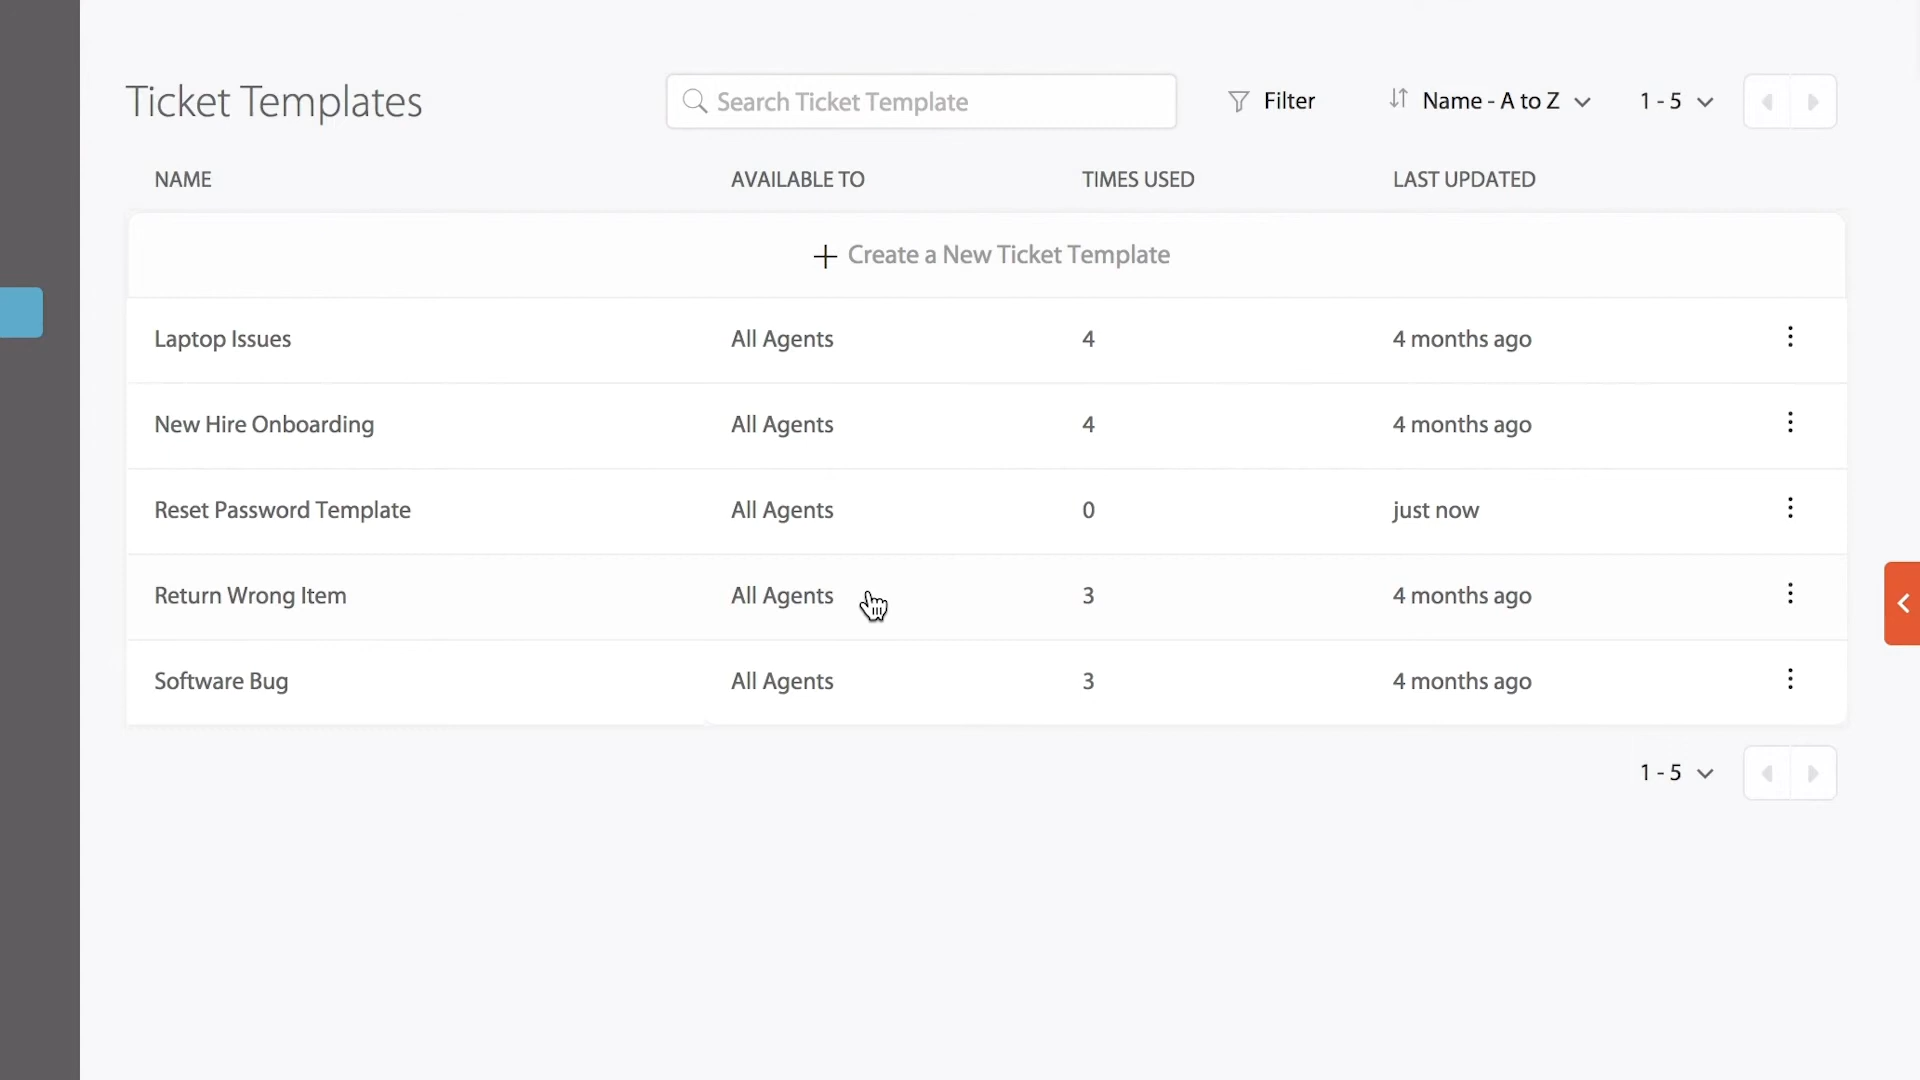 Ticket Templates
Search Ticket Template
Filter
Name - A to Z
1 - 5
NAME AVAILABLE TO TIMES USED LAST UPDATED
Create a New Ticket Template
Laptop Issues All Agents 4 4 months ago
New Hire Onboarding All Agents 4 4 months ago
Reset Password Template All Agents 0 just now
Return Wrong Item All Agents 3 4 months ago
Software Bug All Agents 3 4 months ago
1 - 5